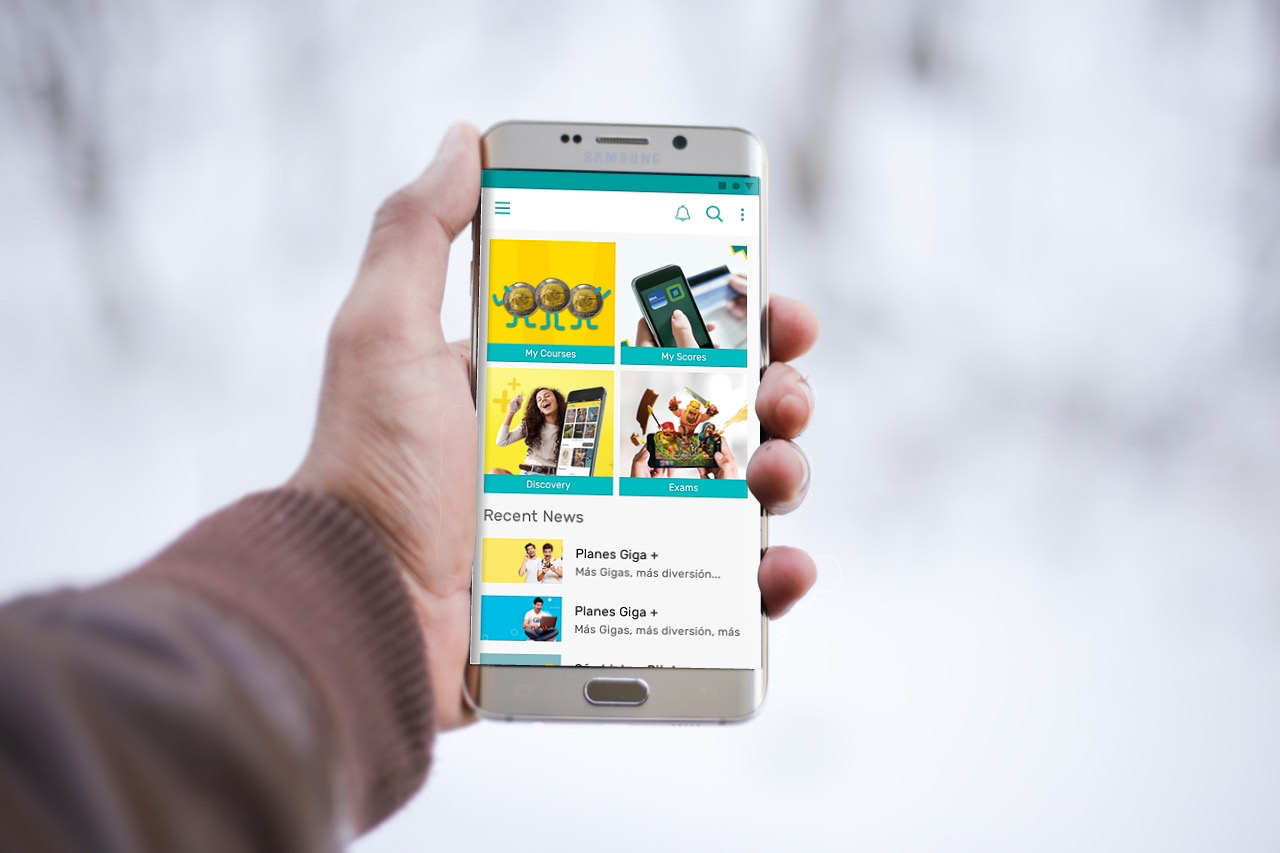 SAMSUNG
My Courses
My Scores
Discovery
Exams
Recent News
Planes Giga +
Más Gigas, más diversión...
Planes Giga +
Más Gigas, más diversión, más